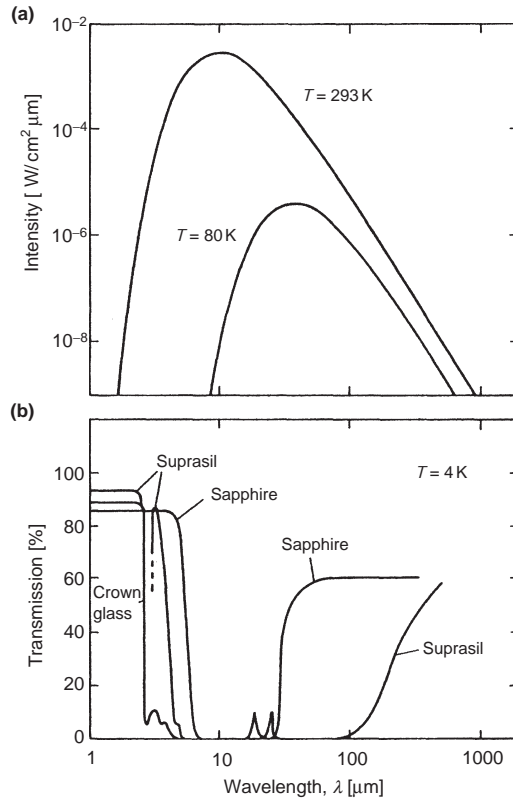 (a)
10⁻²
10⁻⁴
10⁻⁶
10⁻⁸
Intensity [ W/ cm² µm]
T = 293 K
T = 80 K
(b)
100
80
60
40
20
0
Transmission [%]
Suprasil
Sapphire
T = 4 K
Crown
glass
Sapphire
Suprasil
1 10 100 1000
Wavelength, λ [µm]